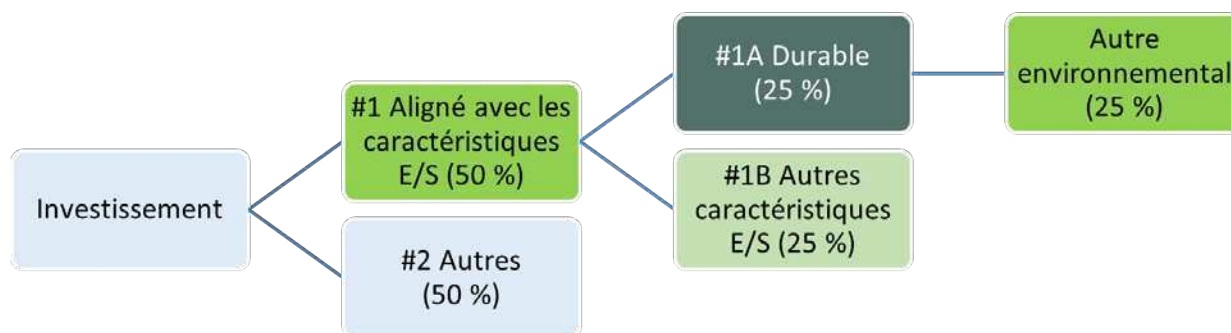 Investissement
#1 Aligné avec les
caractéristiques
E/S (50 %)
#2 Autres
(50 %)
#1A Durable
(25 %)
#1B Autres
caractéristiques
E/S (25 %)
Autre
environnemental
(25 %)